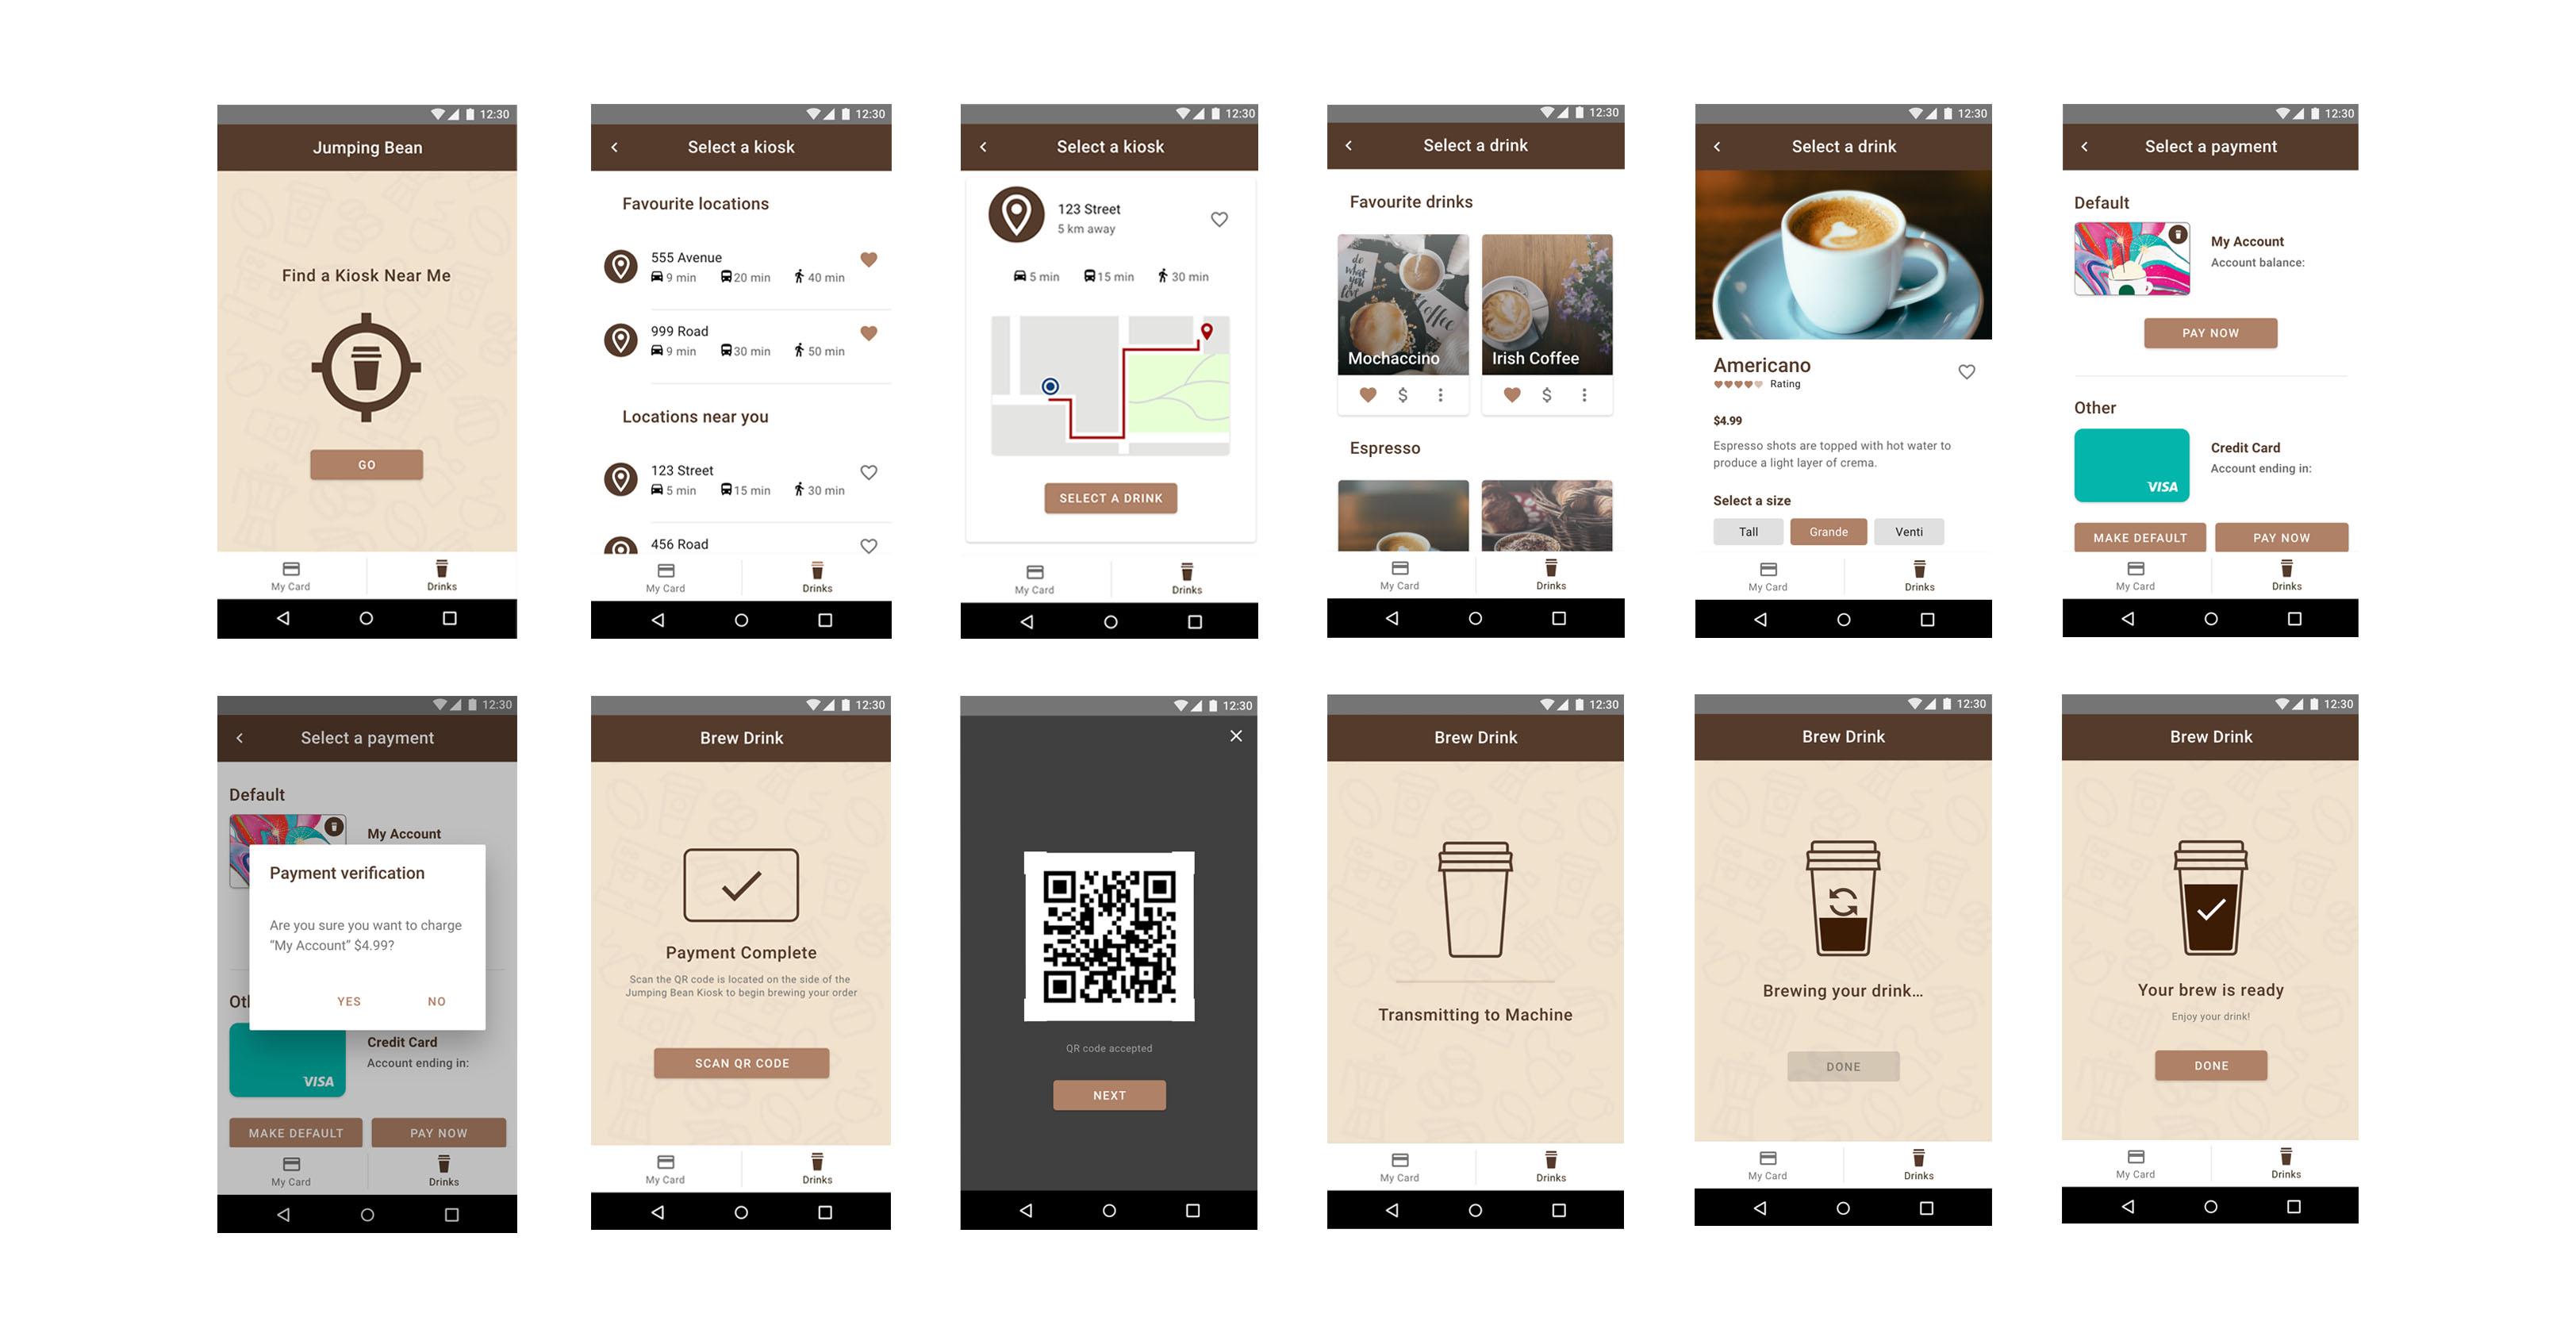 12:30
Jumping Bean
Find a Kiosk Near Me
GO
My Card
Drinks
12:30
Select a kiosk
Favourite locations
555 Avenue
9 min 20 min 40 min
999 Road
9 min 30 min 50 min
Locations near you
123 Street
5 min 15 min 30 min
456 Road
My Card
Drinks
12:30
Select a kiosk
123 Street
5 km away
5 min 15 min 30 min
SELECT A DRINK
My Card
Drinks
12:30
Select a drink
Favourite drinks
do what you love
Coffee
Mochaccino
Irish Coffee
$ $
Espresso
My Card
Drinks
12:30
Select a drink
Americano
Rating
$4.99
Espresso shots are topped with hot water to
produce a light layer of crema.
Select a size
Tall Grande Venti
My Card
Drinks
12:30
Select a payment
Default
My Account
Account balance:
PAY NOW
Other
Credit Card
Account ending in:
VISA
MAKE DEFAULT PAY NOW
My Card
Drinks
12:30
Select a payment
Default
My Account
Payment verification
Are you sure you want to charge
“My Account” $4.99?
YES NO
Ot
Credit Card
Account ending in:
VISA
MAKE DEFAULT PAY NOW
My Card
Drinks
12:30
Brew Drink
Payment Complete
Scan the QR code is located on the side of the
Jumping Bean Kiosk to begin brewing your order
SCAN QR CODE
My Card
Drinks
12:30
QR code accepted
NEXT
12:30
Brew Drink
Transmitting to Machine
My Card
Drinks
12:30
Brew Drink
Brewing your drink...
DONE
My Card
Drinks
12:30
Brew Drink
Your brew is ready
Enjoy your drink!
DONE
My Card
Drinks